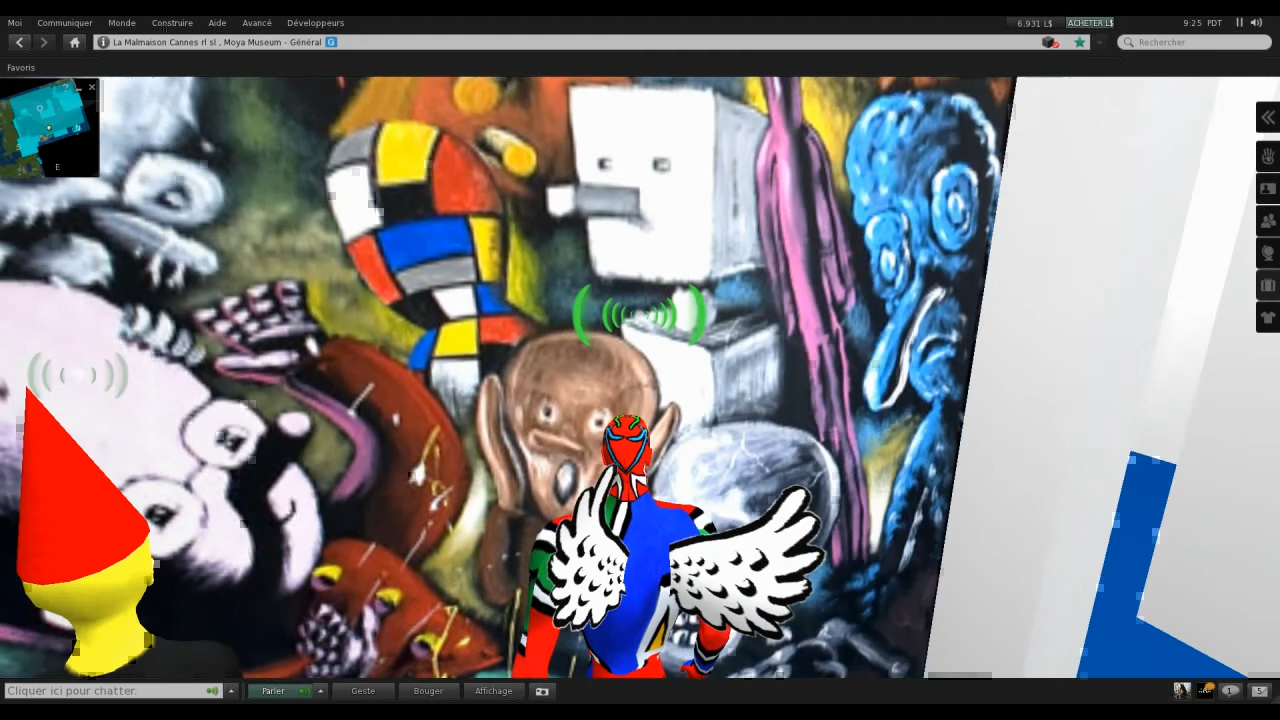 Moi Communiquer Monde Construire Aide Avancé Développeurs 6.931 L$ ACHETER L$ 9:25 PDT
La Malmaison Cannes rl sl , Moya Museum - Général G Rechercher
Favoris
? 
E
Cliquer ici pour chatter. Parler Geste Bouger Affichage 1 5